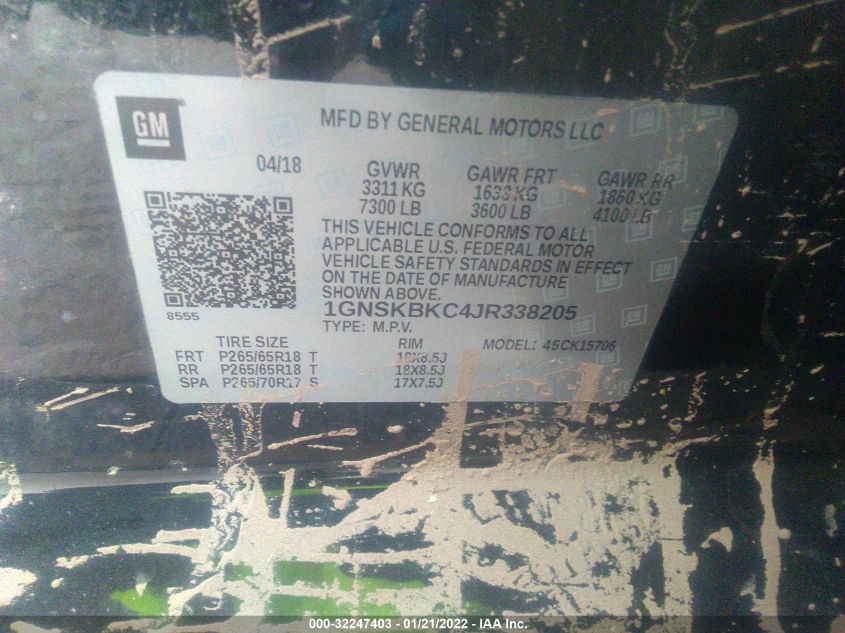 GM
MFD BY GENERAL MOTORS LLC
04/18
GVWR GAWR FRT GAWR RR
3311 KG 1633 KG 1860 KG
7300 LB 3600 LB 4100 LB
THIS VEHICLE CONFORMS TO ALL
APPLICABLE U.S. FEDERAL MOTOR
VEHICLE SAFETY STANDARDS IN EFFECT
ON THE DATE OF MANUFACTURE
SHOWN ABOVE.
8555
1GNSKBKC4JR338205
TYPE: M.P.V.
TIRE SIZE RIM MODEL: 45CK15706
FRT P265/65R18 T 18X8.5J
RR P265/65R18 T 18X8.5J
SPA P265/70R17 S 17X7.5J
000-32247403 - 01/21/2022 - IAA Inc.